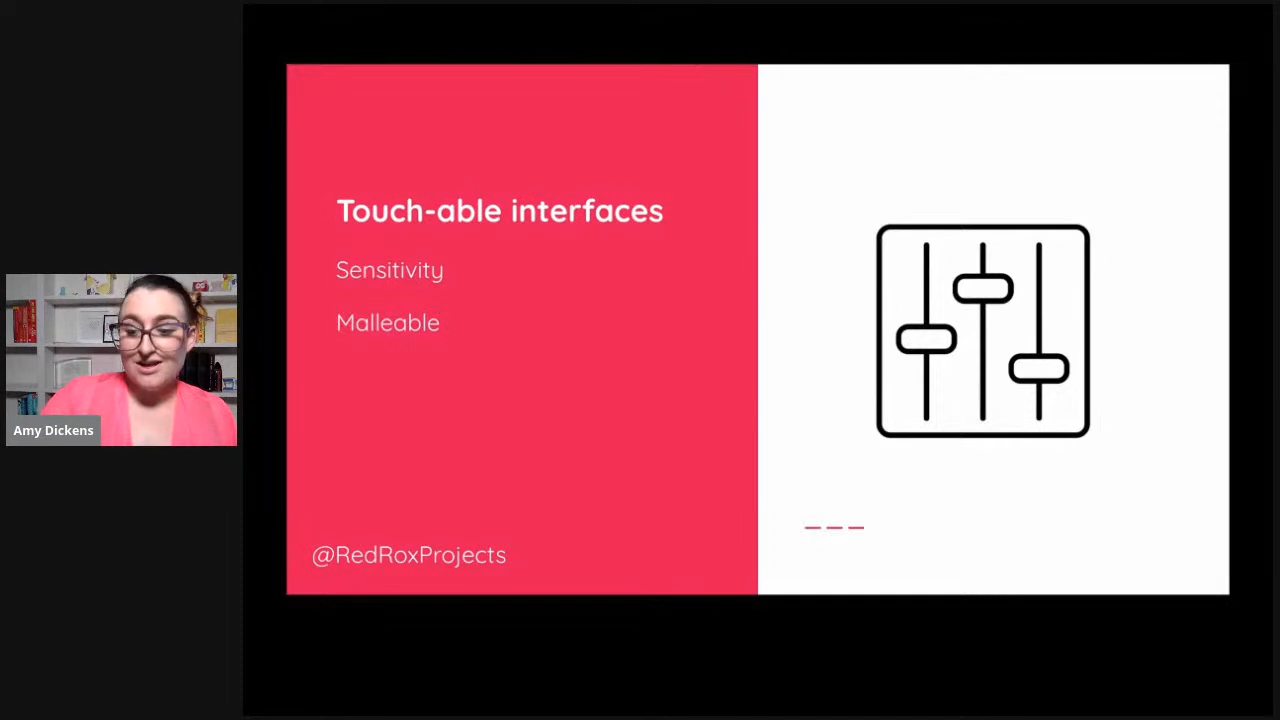 Touch-able interfaces
Sensitivity
Malleable
@RedRoxProjects
Amy Dickens